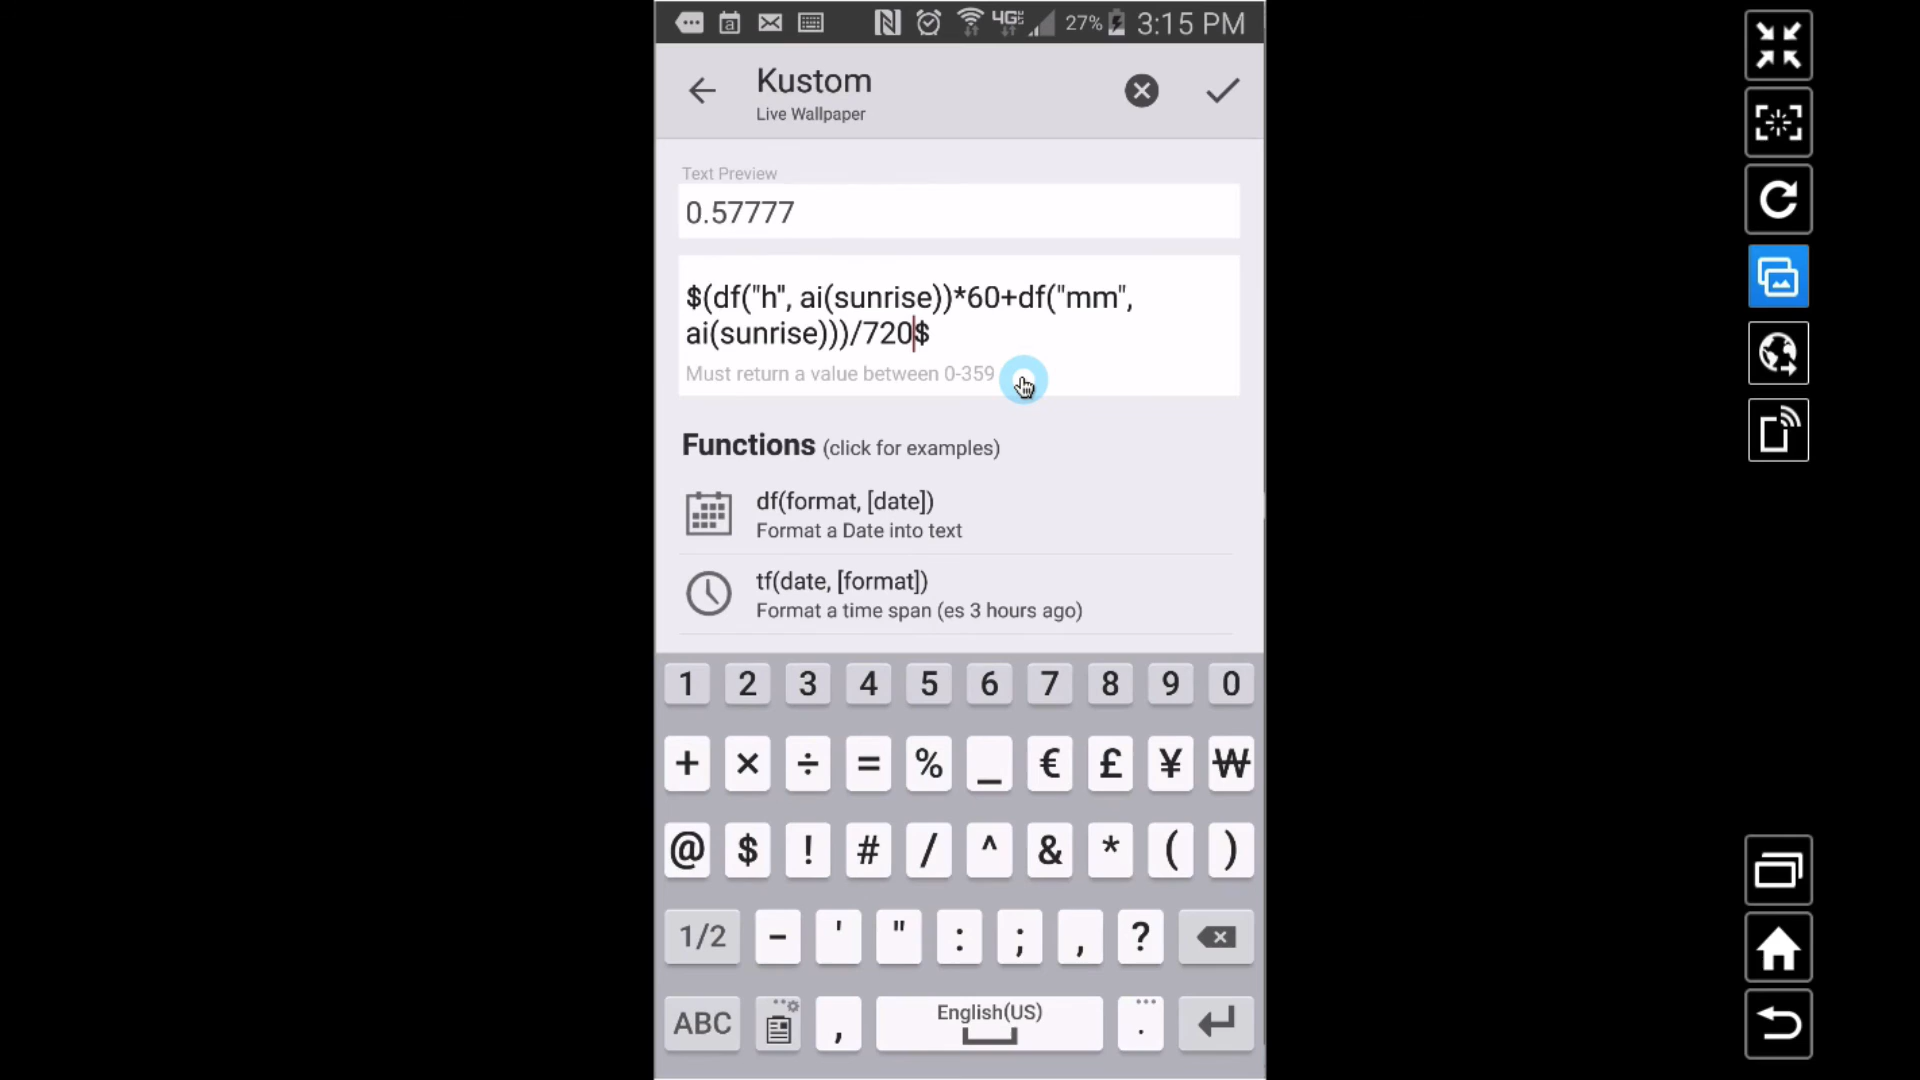 4G 27% 3:15 PM
Kustom
Live Wallpaper
Text Preview
0.57777
$(df("h", ai(sunrise))*60+df("mm",
ai(sunrise)))/720$
Must return a value between 0-359
Functions (click for examples)
df(format, [date])
Format a Date into text
tf(date, [format])
Format a time span (es 3 hours ago)
1 2 3 4 5 6 7 8 9 0
+ × ÷ = % _ € £ ¥ ₩
@ $ ! # / ^ & * ( )
1/2 - ' " : ; , ?
ABC , English(US) .